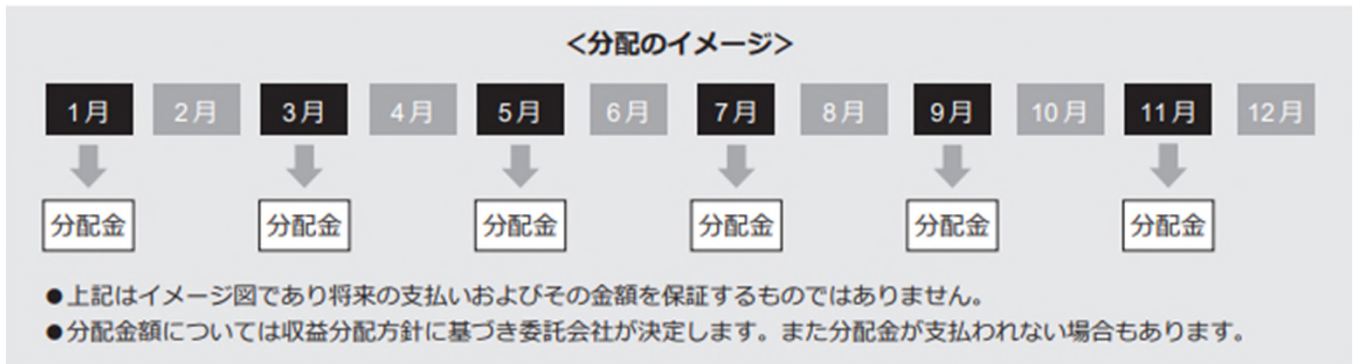 <分配のイメージ>
1月 2月 3月 4月 5月 6月 7月 8月 9月 10月 11月 12月
分配金 分配金 分配金 分配金 分配金 分配金
●上記はイメージ図であり将来の支払いおよびその金額を保証するものではありません。
●分配金額については収益分配方針に基づき委託会社が決定します。また分配金が支払われない場合もあります。